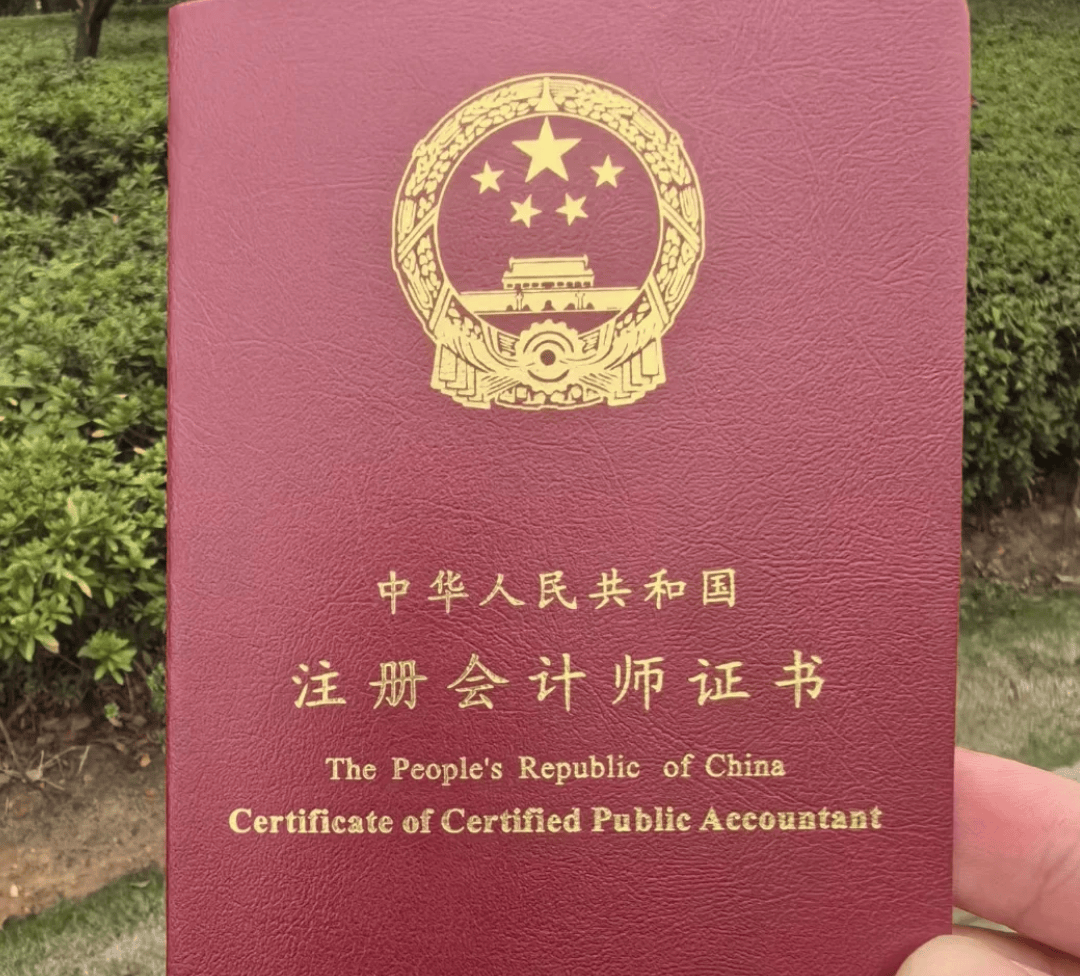 中华人民共和国
注册会计师证书
The People's Republic of China
Certificate of Certified Public Accountant